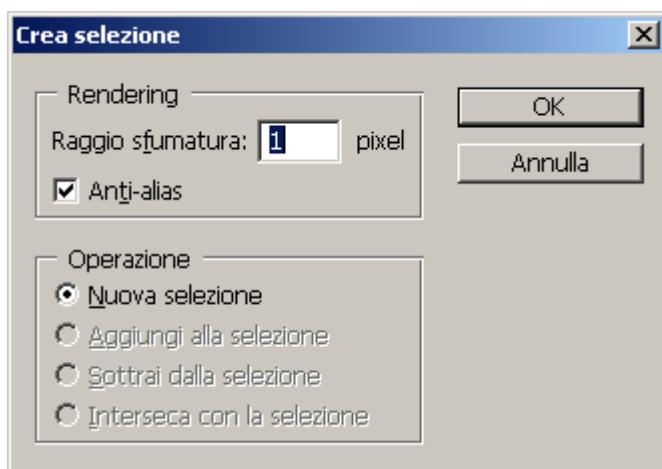 Crea selezione
Rendering
Raggio sfumatura: 1 pixel
Anti-alias
OK
Annulla
Operazione
Nuova selezione
Aggiungi alla selezione
Sottrai dalla selezione
Interseca con la selezione